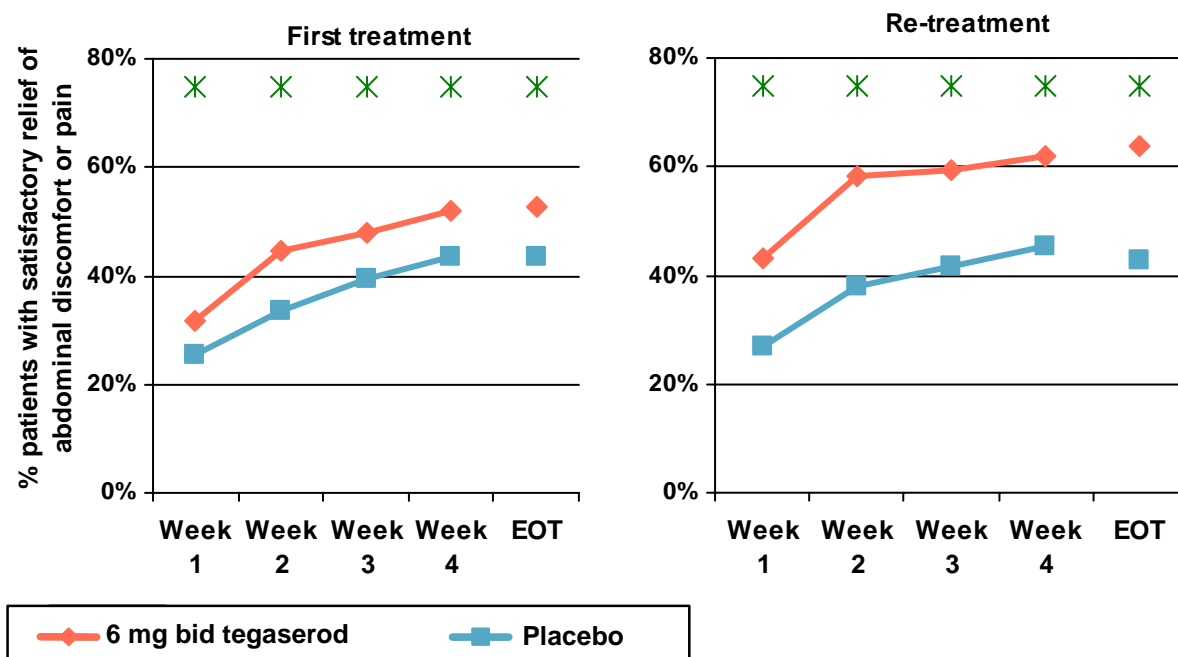 First treatment
Re-treatment
% patients with satisfactory relief of
abdominal discomfort or pain
80%
60%
40%
20%
0%
Week
1
Week
2
Week
3
Week
4
EOT
80%
60%
40%
20%
0%
Week
1
Week
2
Week
3
Week
4
EOT
6 mg bid tegaserod
Placebo